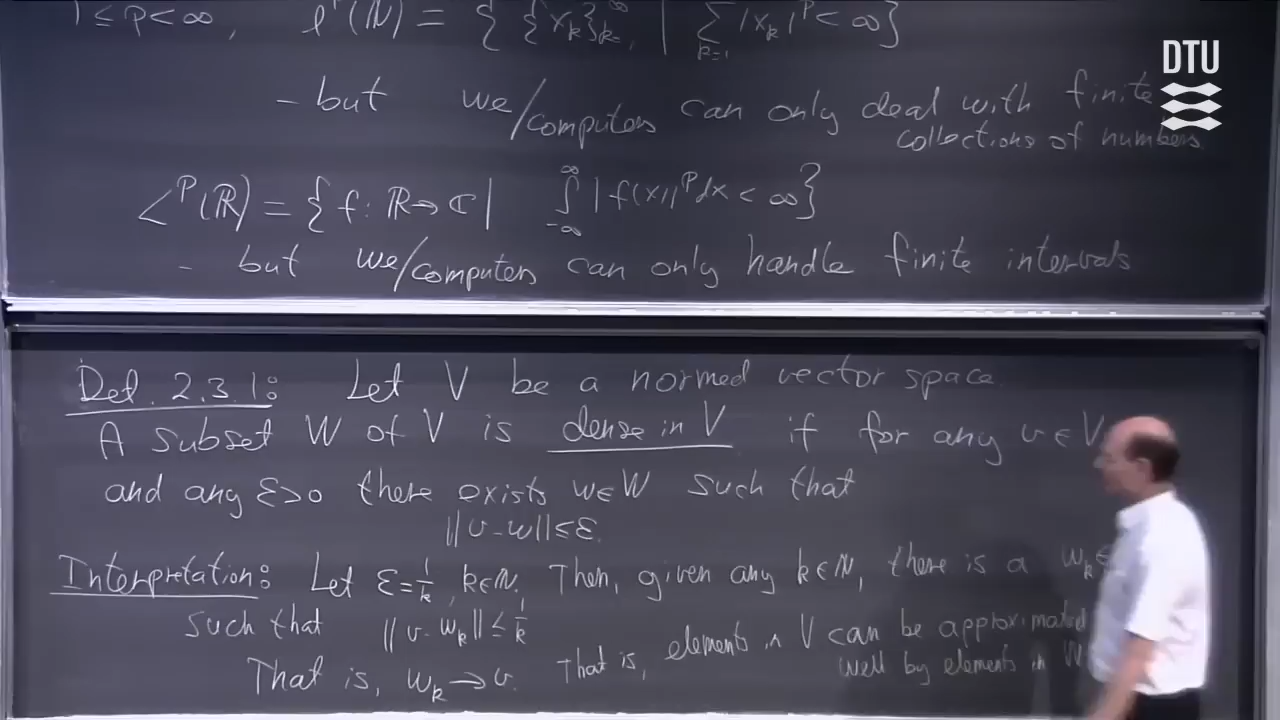 1 ≤ p < ∞, ℓᵖ(ℕ) = { {x_k}_{k=1}^∞ | ∑_{k=1} |x_k|ᵖ < ∞ }
DTU
- but we/computers can only deal with finite
collections of numbers
Lᵖ(ℝ) = { f: ℝ → ℂ | ∫_{-∞}^{∞} |f(x)|ᵖ dx < ∞ }
- but we/computers can only handle finite intervals
Def. 2.3.1: Let V be a normed vector space.
A subset W of V is dense in V if for any v ∈ V
and any ε > 0 there exists w ∈ W such that
||v - w|| ≤ ε.
Interpretation: Let ε = 1/k, k ∈ ℕ. Then, given any k ∈ ℕ, there is a w_k ∈
such that ||v - w_k|| ≤ 1/k
That is, w_k → v. That is, elements in V can be approximated
well by elements in W